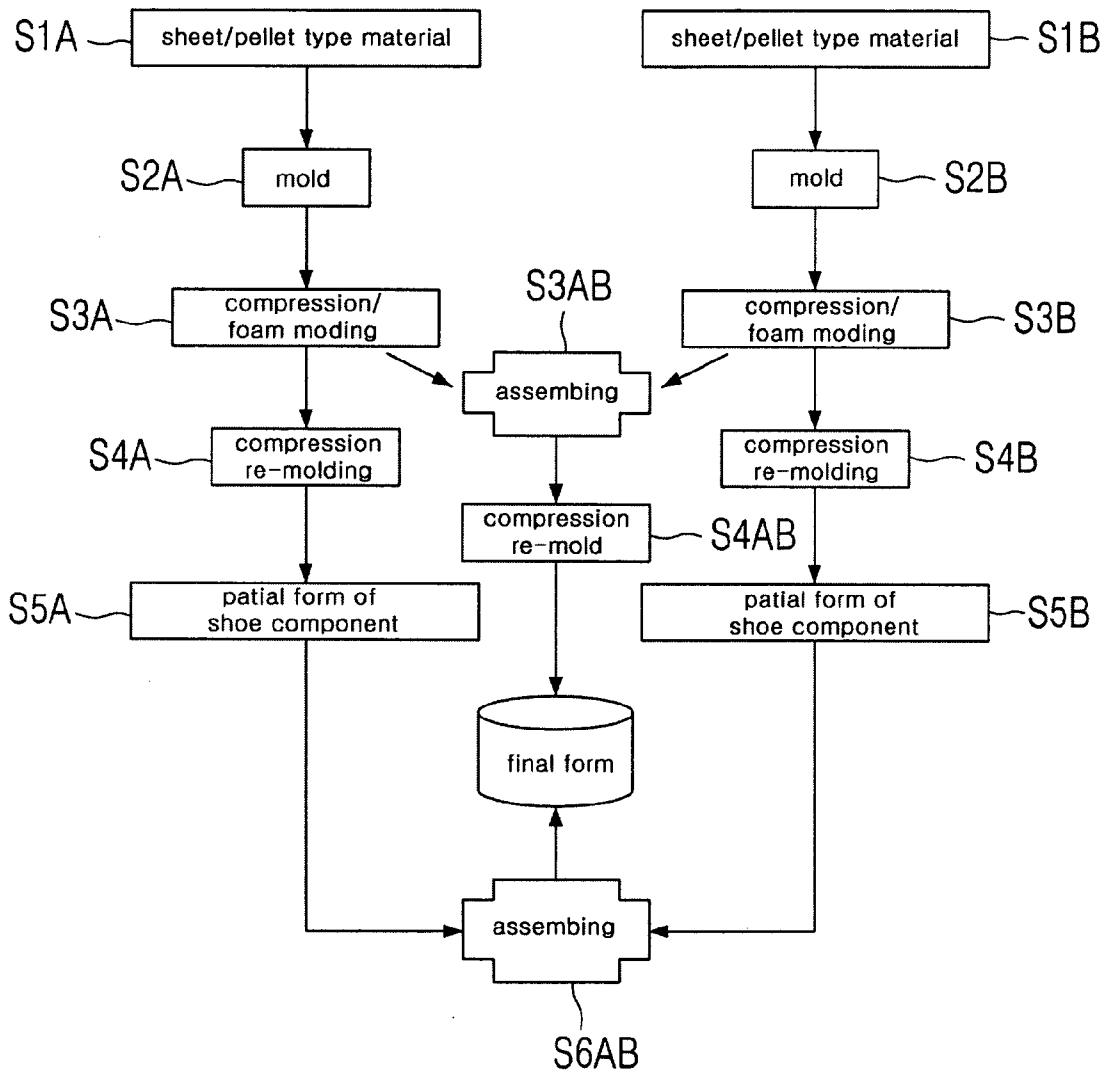 S1A
sheet/pellet type material
sheet/pellet type material
S1B
S2A
mold
mold
S2B
S3A
compression/
foam moding
S3AB
assembing
compression/
foam moding
S3B
S4A
compression
re-molding
compression
re-mold
S4AB
compression
re-molding
S4B
S5A
patial form of
shoe component
patial form of
shoe component
S5B
final form
assembing
S6AB